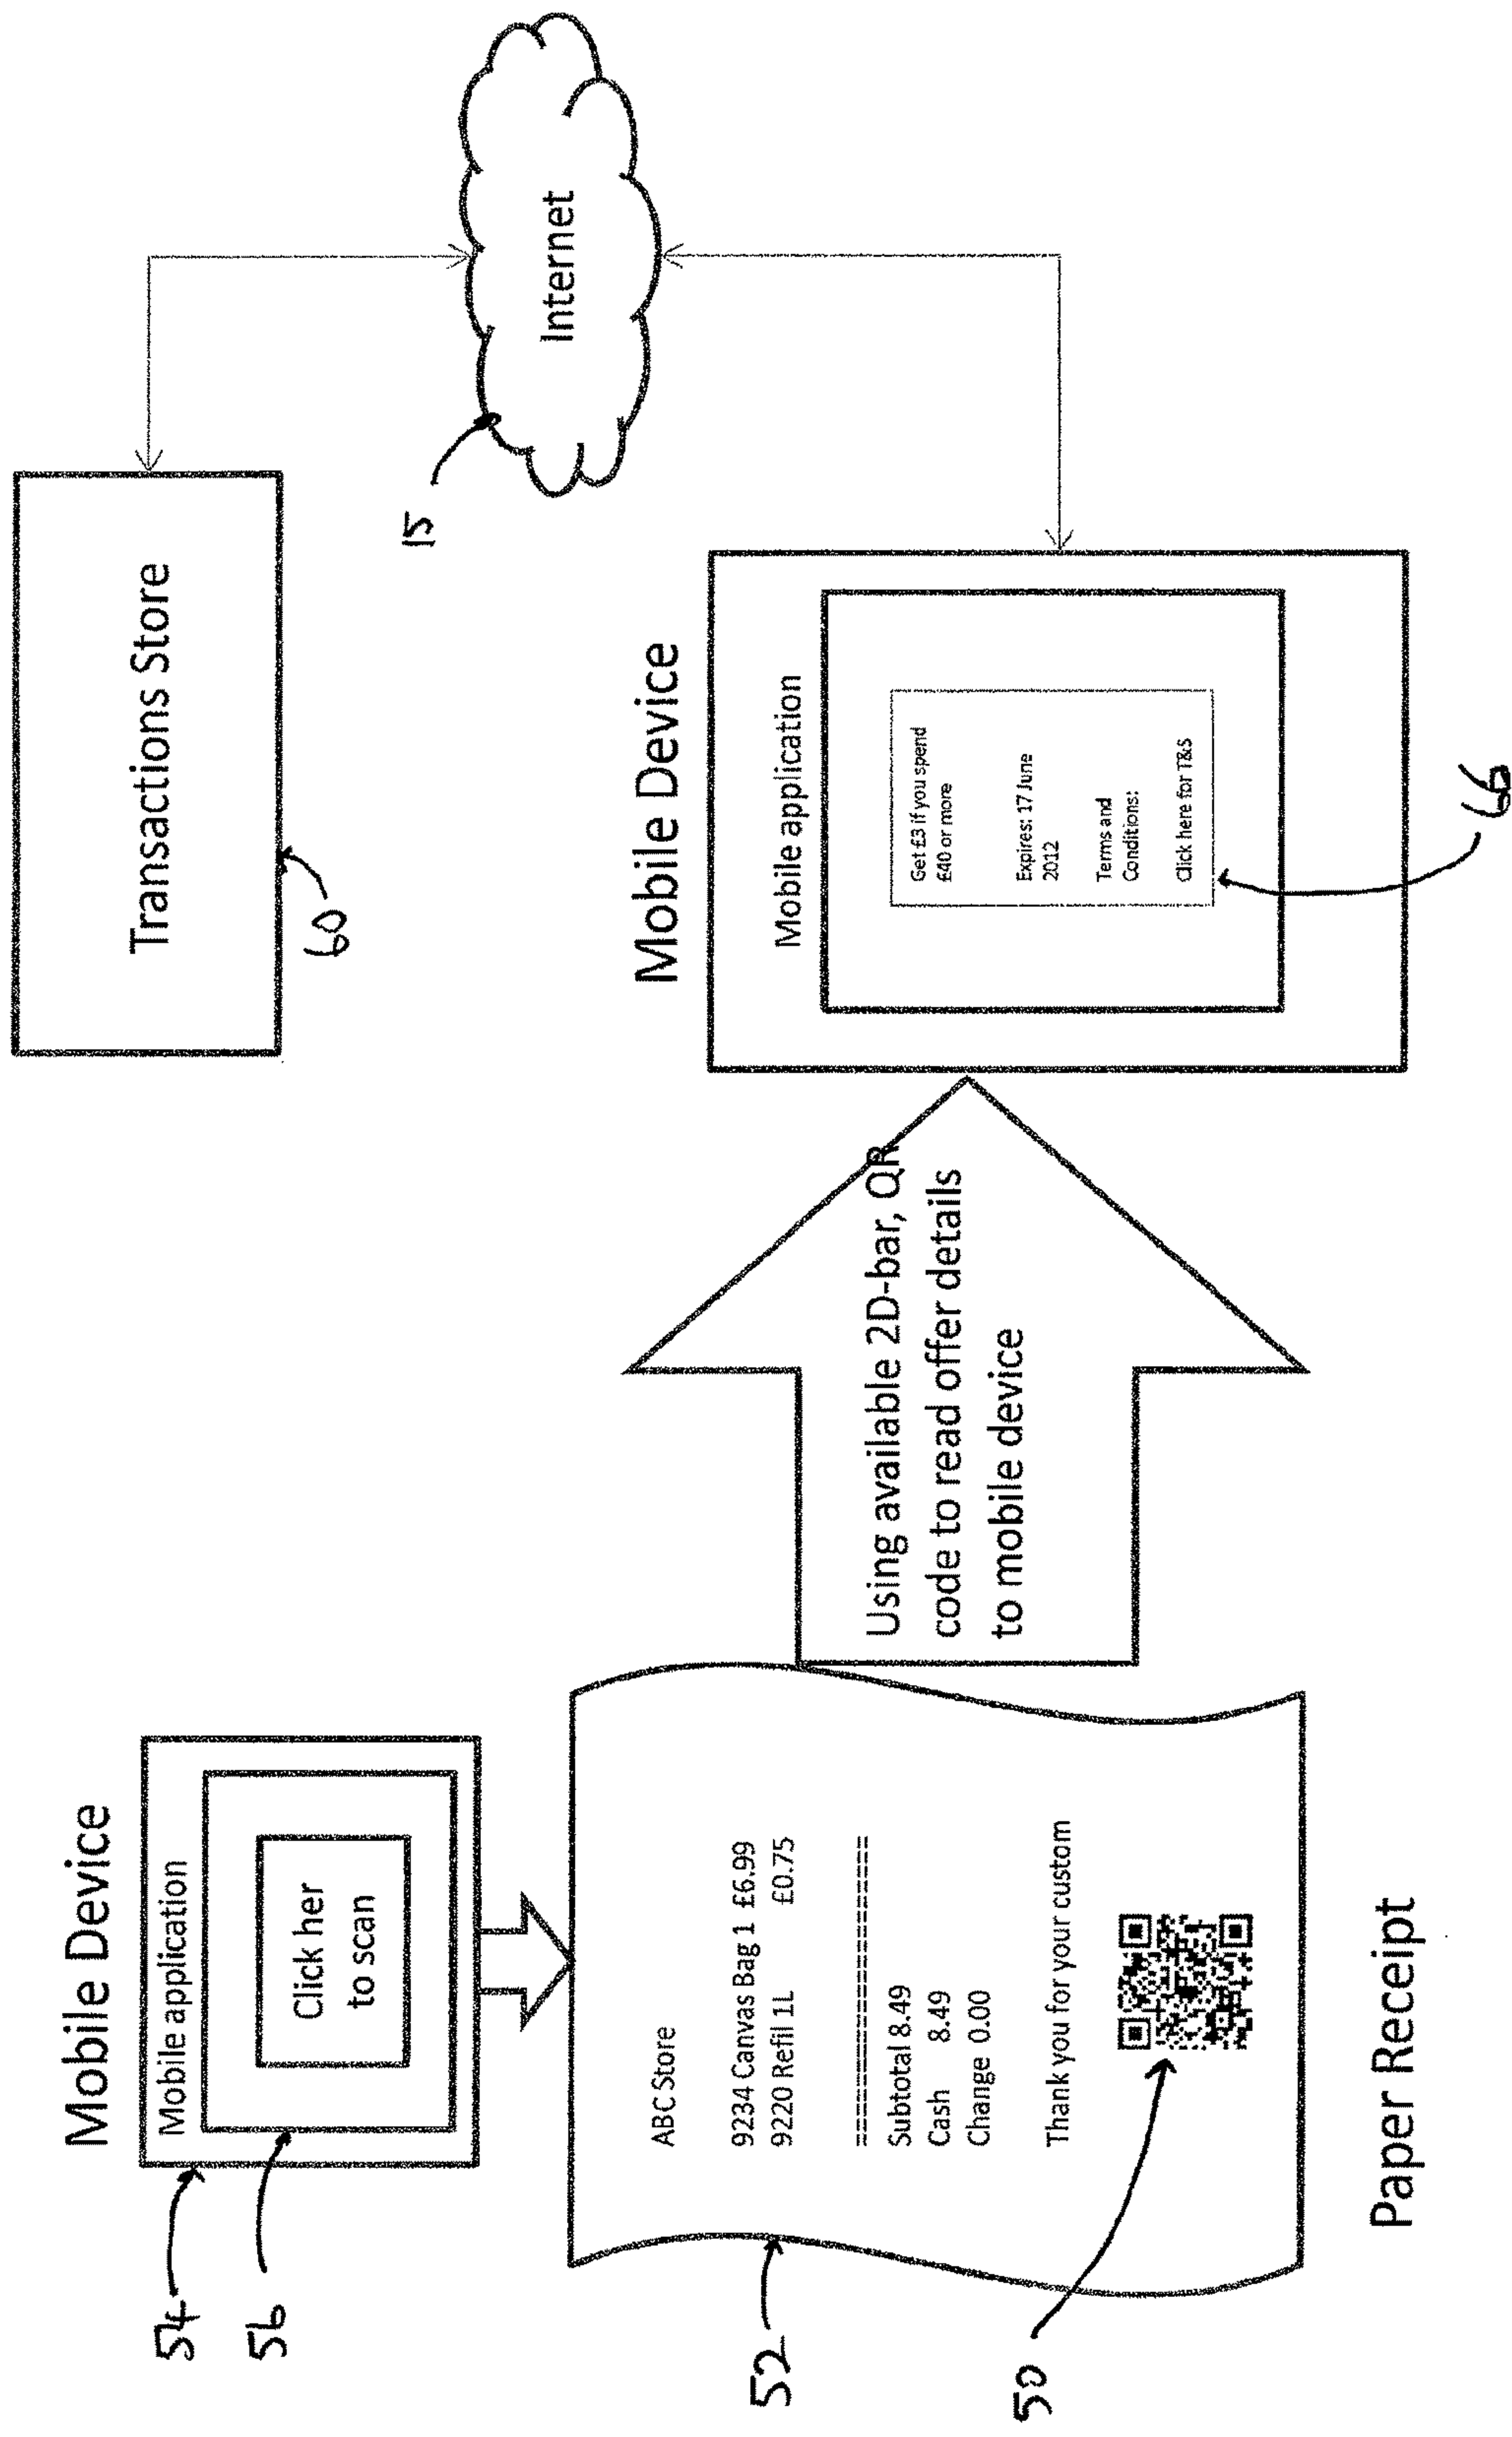 Mobile Device
Mobile application
Click her
to scan
54
56
ABC Store
9234 Canvas Bag 1 £6.99
9220 Refil 1L £0.75
=========================
Subtotal 8.49
Cash 8.49
Change 0.00
Thank you for your custom
52
50
Paper Receipt
Using available 2D-bar, QR
code to read offer details
to mobile device
Transactions Store
60
15
Internet
Mobile Device
Mobile application
Get £3 if you spend
£40 or more
Expires: 17 June
2012
Terms and
Conditions:
Click here for T&S
66